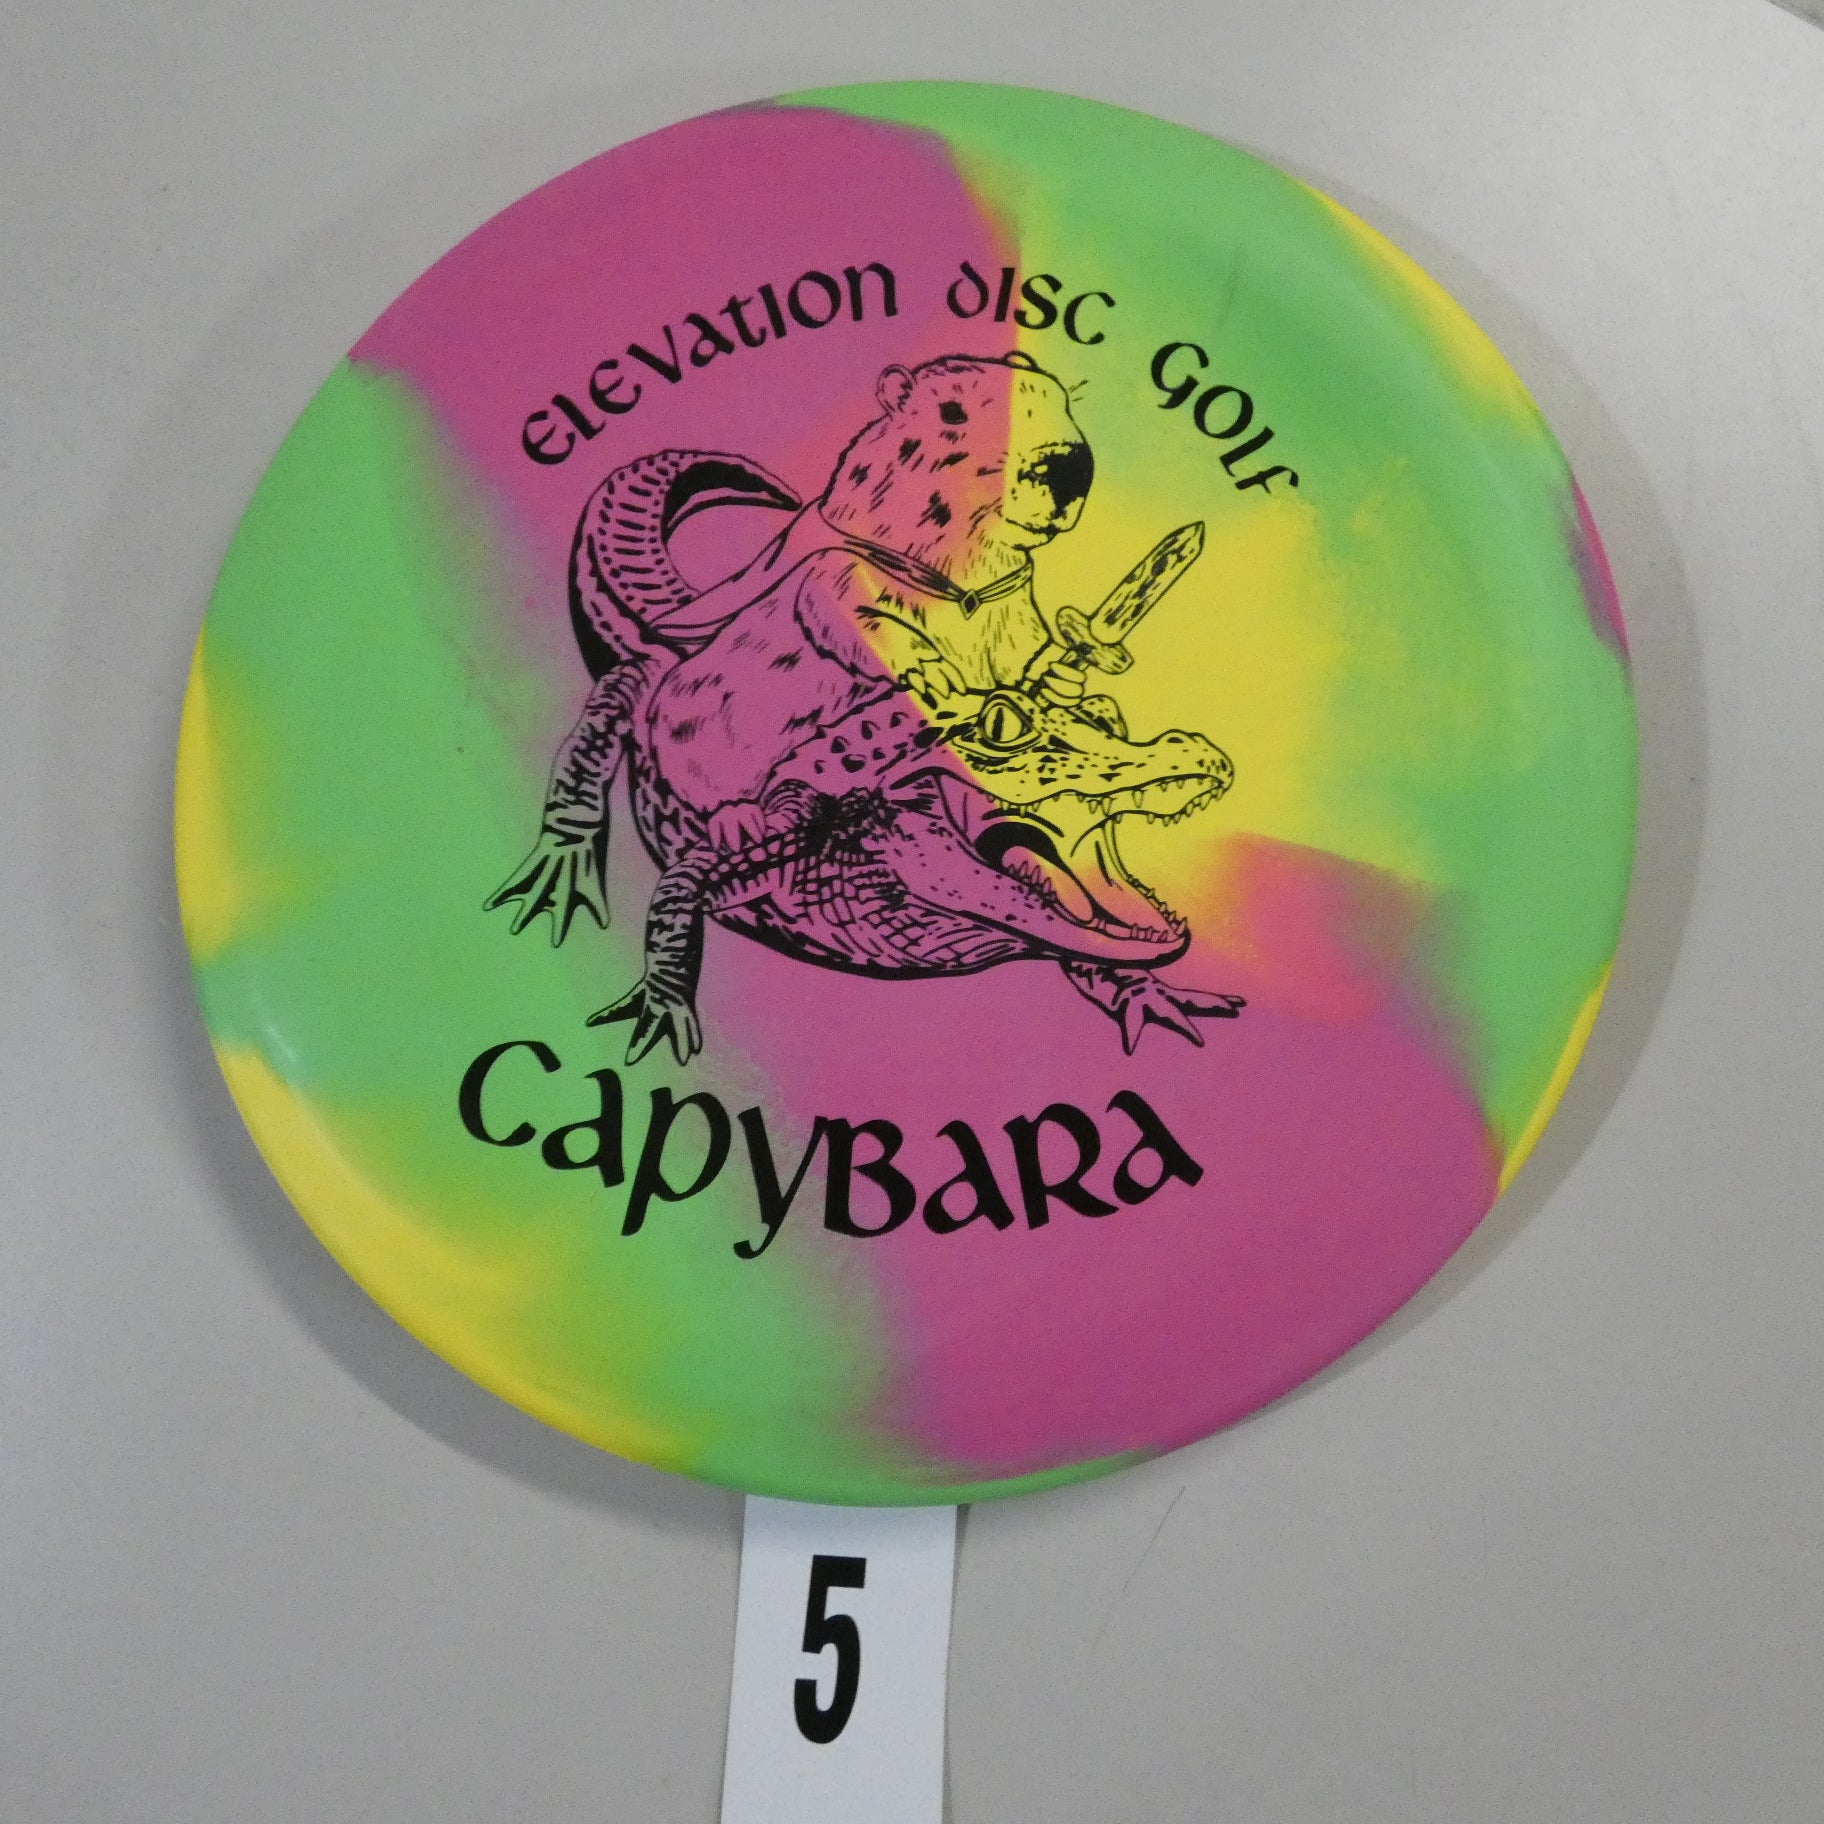 ELEVATION DISC GOLF
CAPYBARA
5